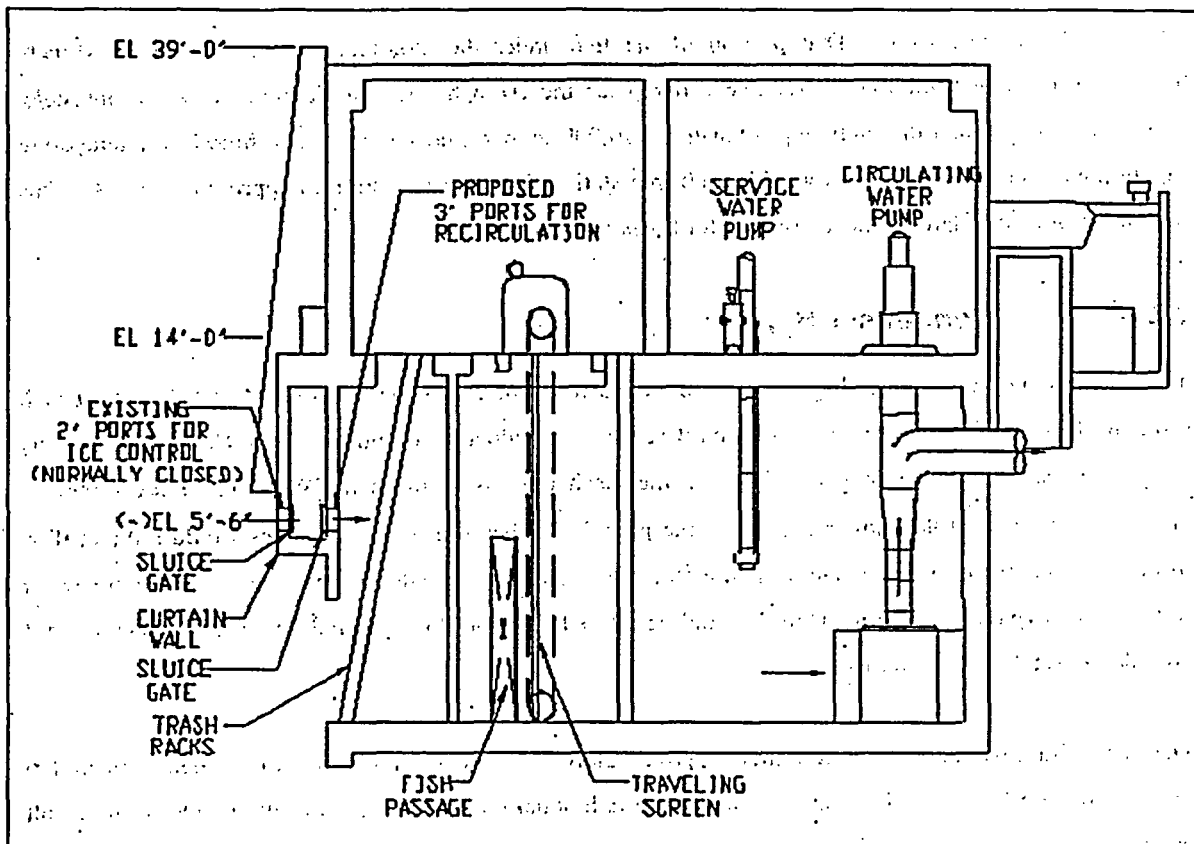 EL 39'-0"
PROPOSED
3' PORTS FOR
RECIRCULATION
SERVICE
WATER
PUMP
CIRCULATING
WATER
PUMP
EL 14'-0"
EXISTING
2' PORTS FOR
ICE CONTROL
(NORMALLY CLOSED)
(-)EL 5'-6"
SLUICE
GATE
CURTAIN
WALL
SLUICE
GATE
TRASH
RACKS
FISH
PASSAGE
TRAVELING
SCREEN